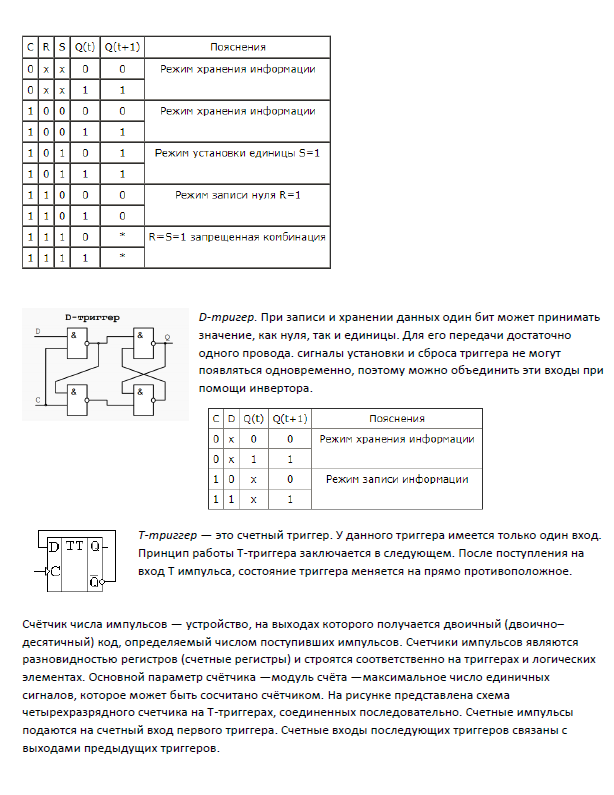 C R S Q(t) Q(t+1) Пояснения
0 x x 0 0 Режим хранения информации
0 x x 1 1
1 0 0 0 0 Режим хранения информации
1 0 0 1 1
1 0 1 0 1 Режим установки единицы S=1
1 0 1 1 1
1 1 0 0 0 Режим записи нуля R=1
1 1 0 1 0
1 1 1 0 * R=S=1 запрещенная комбинация
1 1 1 1 *
D-триггер
D & & Q
C & &
D-тригер. При записи и хранении данных один бит может принимать
значение, как нуля, так и единицы. Для его передачи достаточно
одного провода. сигналы установки и сброса триггера не могут
появляться одновременно, поэтому можно объединить эти входы при
помощи инвертора.
C D Q(t) Q(t+1) Пояснения
0 x 0 0 Режим хранения информации
0 x 1 1
1 0 x 0 Режим записи информации
1 1 x 1
D TT Q
C Q
Т-триггер — это счетный триггер. У данного триггера имеется только один вход.
Принцип работы Т-триггера заключается в следующем. После поступления на
вход Т импульса, состояние триггера меняется на прямо противоположное.
Счётчик числа импульсов — устройство, на выходах которого получается двоичный (двоично–
десятичный) код, определяемый числом поступивших импульсов. Счетчики импульсов являются
разновидностью регистров (счетные регистры) и строятся соответственно на триггерах и логических
элементах. Основной параметр счётчика —модуль счёта —максимальное число единичных
сигналов, которое может быть сосчитано счётчиком. На рисунке представлена схема
четырехразрядного счетчика на Т-триггерах, соединенных последовательно. Счетные импульсы
подаются на счетный вход первого триггера. Счетные входы последующих триггеров связаны с
выходами предыдущих триггеров.